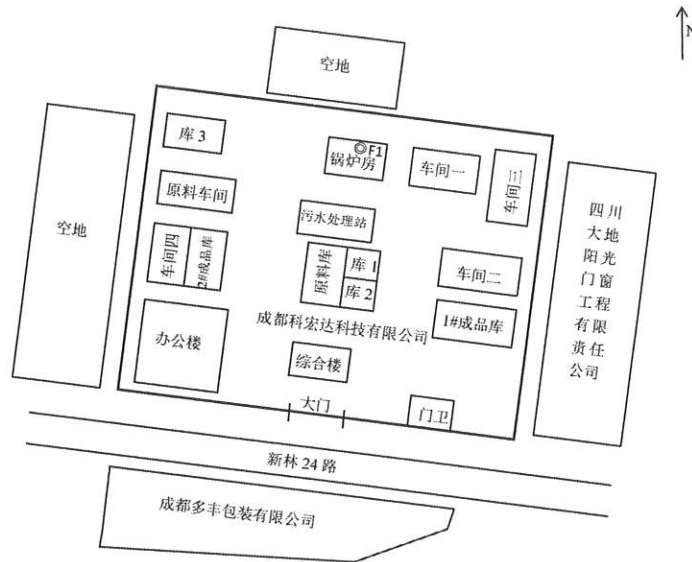 N
空地
库 3
锅炉房
F1
车间一
车间三
原料车间
污水处理站
空地
车间四
2#成品库
原料库
库 1
库 2
车间二
1#成品库
成都科宏达科技有限公司
办公楼
综合楼
大门
门卫
四川
大地
阳光
门窗
工程
有限
责任
公司
新林 24 路
成都多丰包装有限公司